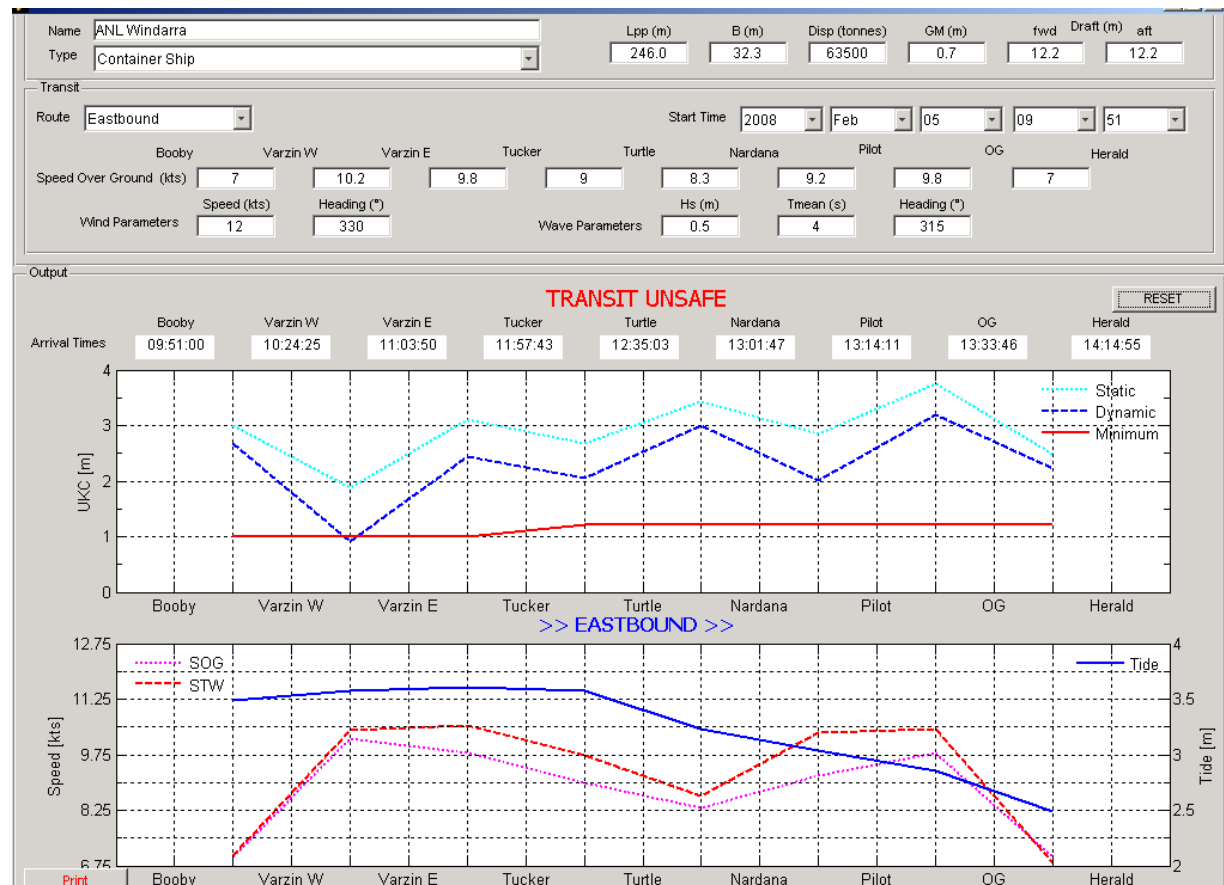 Name ANL Windarra Lpp (m) B (m) Disp (tonnes) GM (m) fwd Draft (m) aft
Type Container Ship 246.0 32.3 63500 0.7 12.2 12.2
Transit
Route Eastbound Start Time 2008 Feb 05 09 51
Booby Varzin W Varzin E Tucker Turtle Nardana Pilot OG Herald
Speed Over Ground (kts) 7 10.2 9.8 9 8.3 9.2 9.8 7
Speed (kts) Heading (°) Hs (m) Tmean (s) Heading (°)
Wind Parameters 12 330 Wave Parameters 0.5 4 315
Output
TRANSIT UNSAFE RESET
Booby Varzin W Varzin E Tucker Turtle Nardana Pilot OG Herald
Arrival Times 09:51:00 10:24:25 11:03:50 11:57:43 12:35:03 13:01:47 13:14:11 13:33:46 14:14:55
4
3
2
1
0
UKC [m]
Static
Dynamic
Minimum
Booby Varzin W Varzin E Tucker Turtle Nardana Pilot OG Herald
>> EASTBOUND >>
12.75
11.25
9.75
8.25
6.75
Speed [kts]
SOG
STW
Tide
4
3.5
3
2.5
2
Tide [m]
Print Booby Varzin W Varzin E Tucker Turtle Nardana Pilot OG Herald